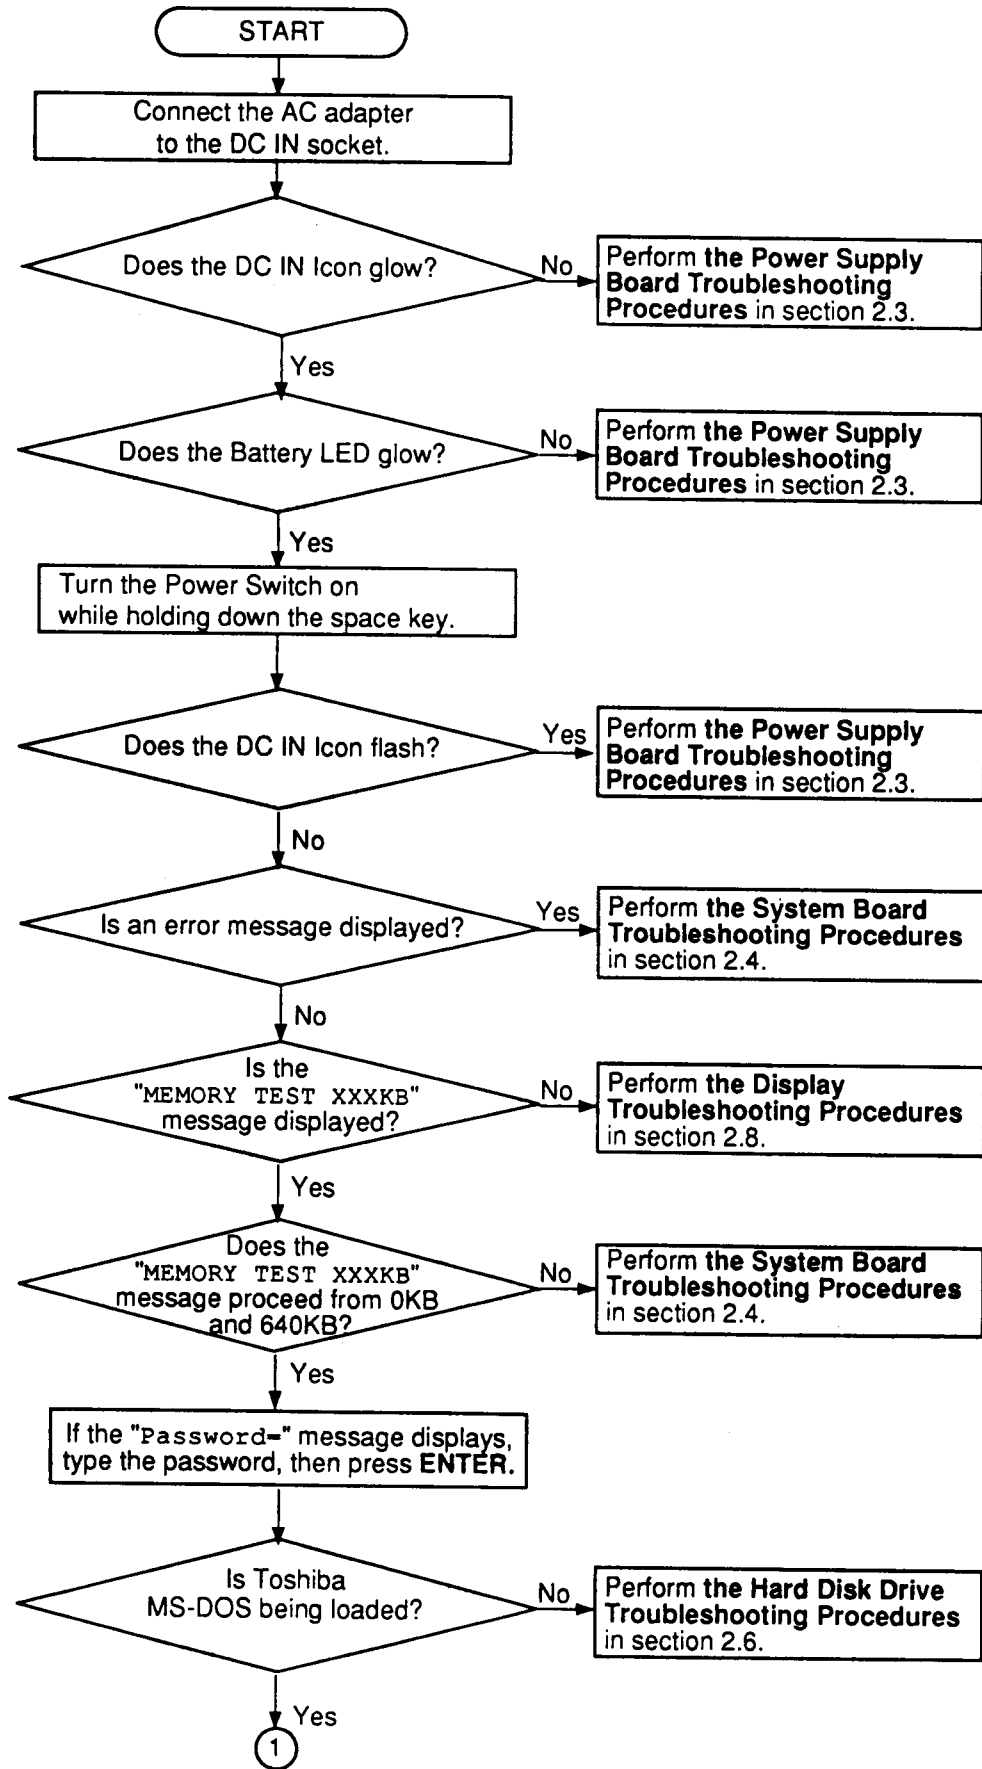 START
Connect the AC adapter
to the DC IN socket.
Does the DC IN Icon glow?
No
Perform the Power Supply
Board Troubleshooting
Procedures in section 2.3.
Yes
Does the Battery LED glow?
No
Perform the Power Supply
Board Troubleshooting
Procedures in section 2.3.
Yes
Turn the Power Switch on
while holding down the space key.
Does the DC IN Icon flash?
Yes
Perform the Power Supply
Board Troubleshooting
Procedures in section 2.3.
No
Is an error message displayed?
Yes
Perform the System Board
Troubleshooting Procedures
in section 2.4.
No
Is the
"MEMORY TEST XXXKB"
message displayed?
No
Perform the Display
Troubleshooting Procedures
in section 2.8.
Yes
Does the
"MEMORY TEST XXXKB"
message proceed from 0KB
and 640KB?
No
Perform the System Board
Troubleshooting Procedures
in section 2.4.
Yes
If the "Password=" message displays,
type the password, then press ENTER.
Is Toshiba
MS-DOS being loaded?
No
Perform the Hard Disk Drive
Troubleshooting Procedures
in section 2.6.
Yes
1